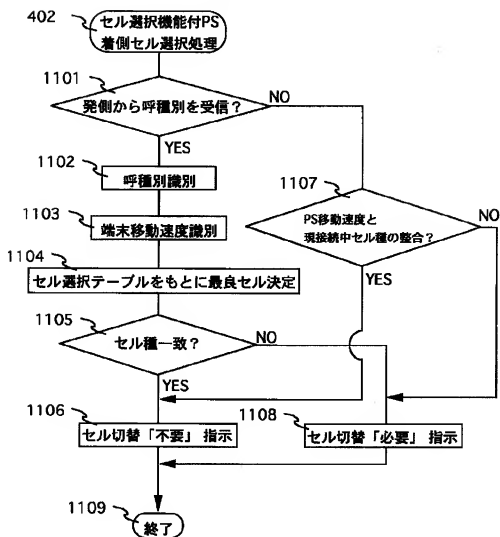 402
セル選択機能付PS
着側セル選択処理
1101
発側から呼種別を受信？
NO
YES
1102
呼種別識別
1107
PS移動速度と
現接続中セル種の整合？
NO
YES
1103
端末移動速度識別
1104
セル選択テーブルをもとに最良セル決定
1105
セル種一致？
NO
YES
1106
セル切替「不要」指示
1108
セル切替「必要」指示
1109
終了